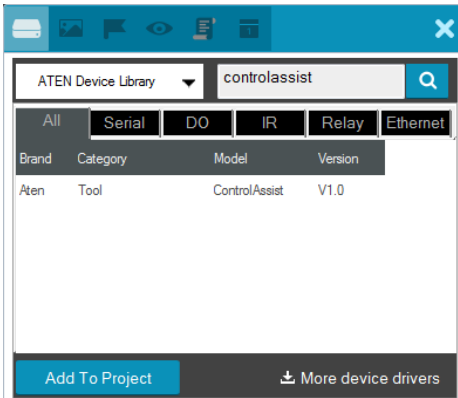 1
ATEN Device Library controlassist
All Serial DO IR Relay Ethernet
Brand Category Model Version
Aten Tool ControlAssist V1.0
Add To Project More device drivers